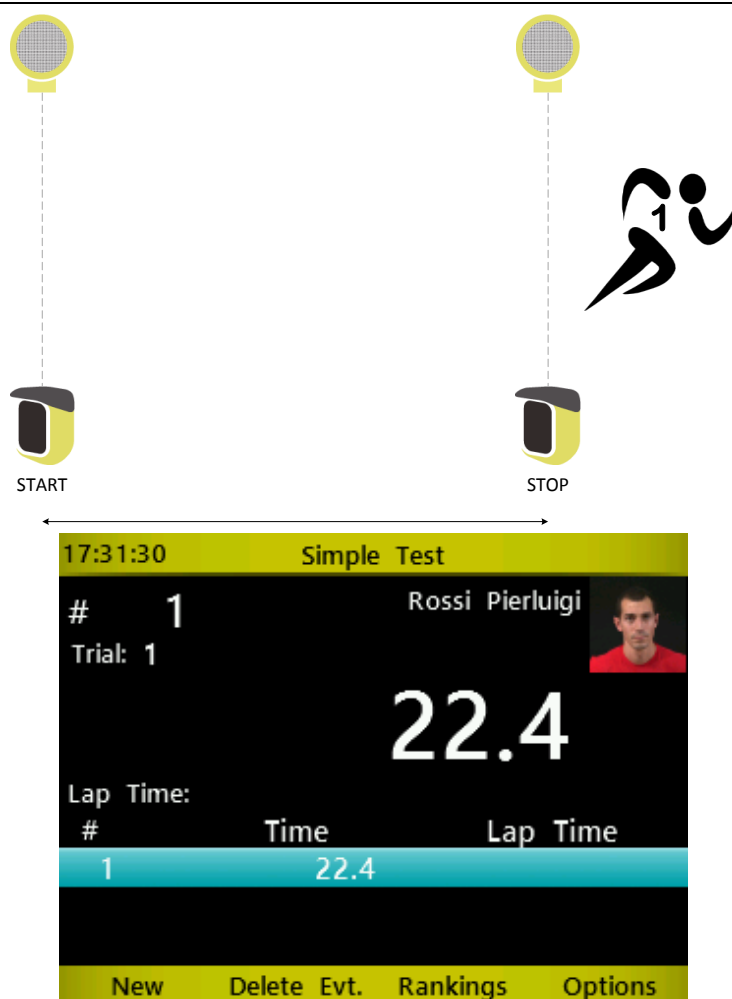 1
START STOP
17:31:30 Simple Test
# 1 Rossi Pierluigi
Trial: 1
22.4
Lap Time:
# Time Lap Time
1 22.4
New Delete Evt. Rankings Options